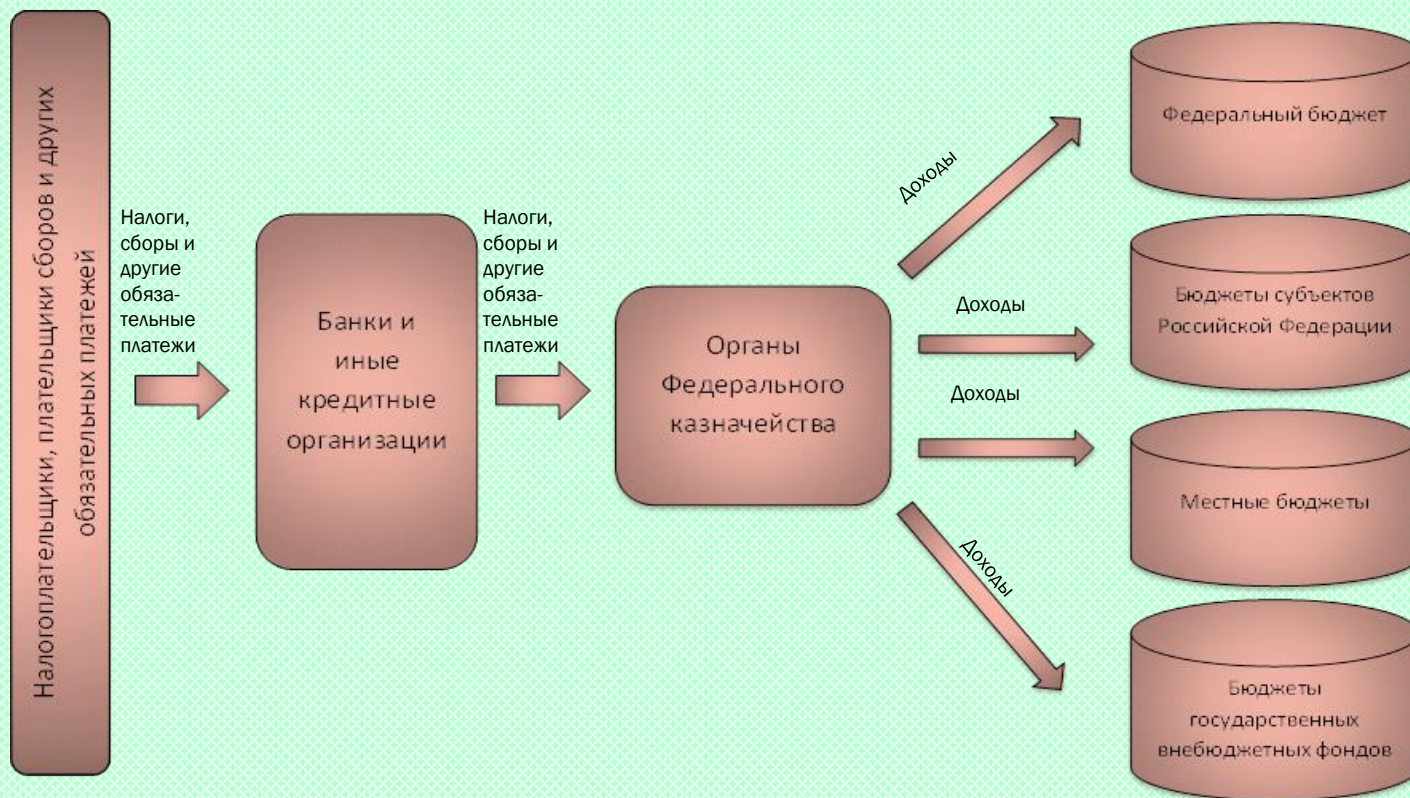 Налогоплательщики, плательщики сборов и других
обязательных платежей
Налоги,
сборы и
другие
обяза-
тельные
платежи
Банки и
иные
кредитные
организации
Налоги,
сборы и
другие
обяза-
тельные
платежи
Органы
Федерального
казначейства
Доходы
Доходы
Доходы
Доходы
Федеральный бюджет
Бюджеты субъектов
Российской Федерации
Местные бюджеты
Бюджеты
государственных
внебюджетных фондов